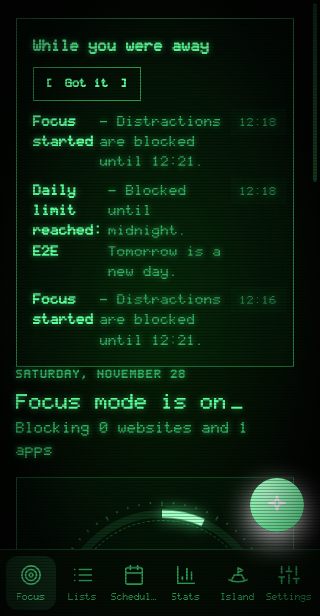 While you were away
[ Got it ]
Focus started – Distractions are blocked until 12:21. 12:18
Daily limit reached: E2E – Blocked until midnight. Tomorrow is a new day. 12:18
Focus started – Distractions are blocked until 12:21. 12:16
SATURDAY, NOVEMBER 28
Focus mode is on_
Blocking 0 websites and 1
apps
Focus
Lists
Schedul…
Stats
Island
Settings